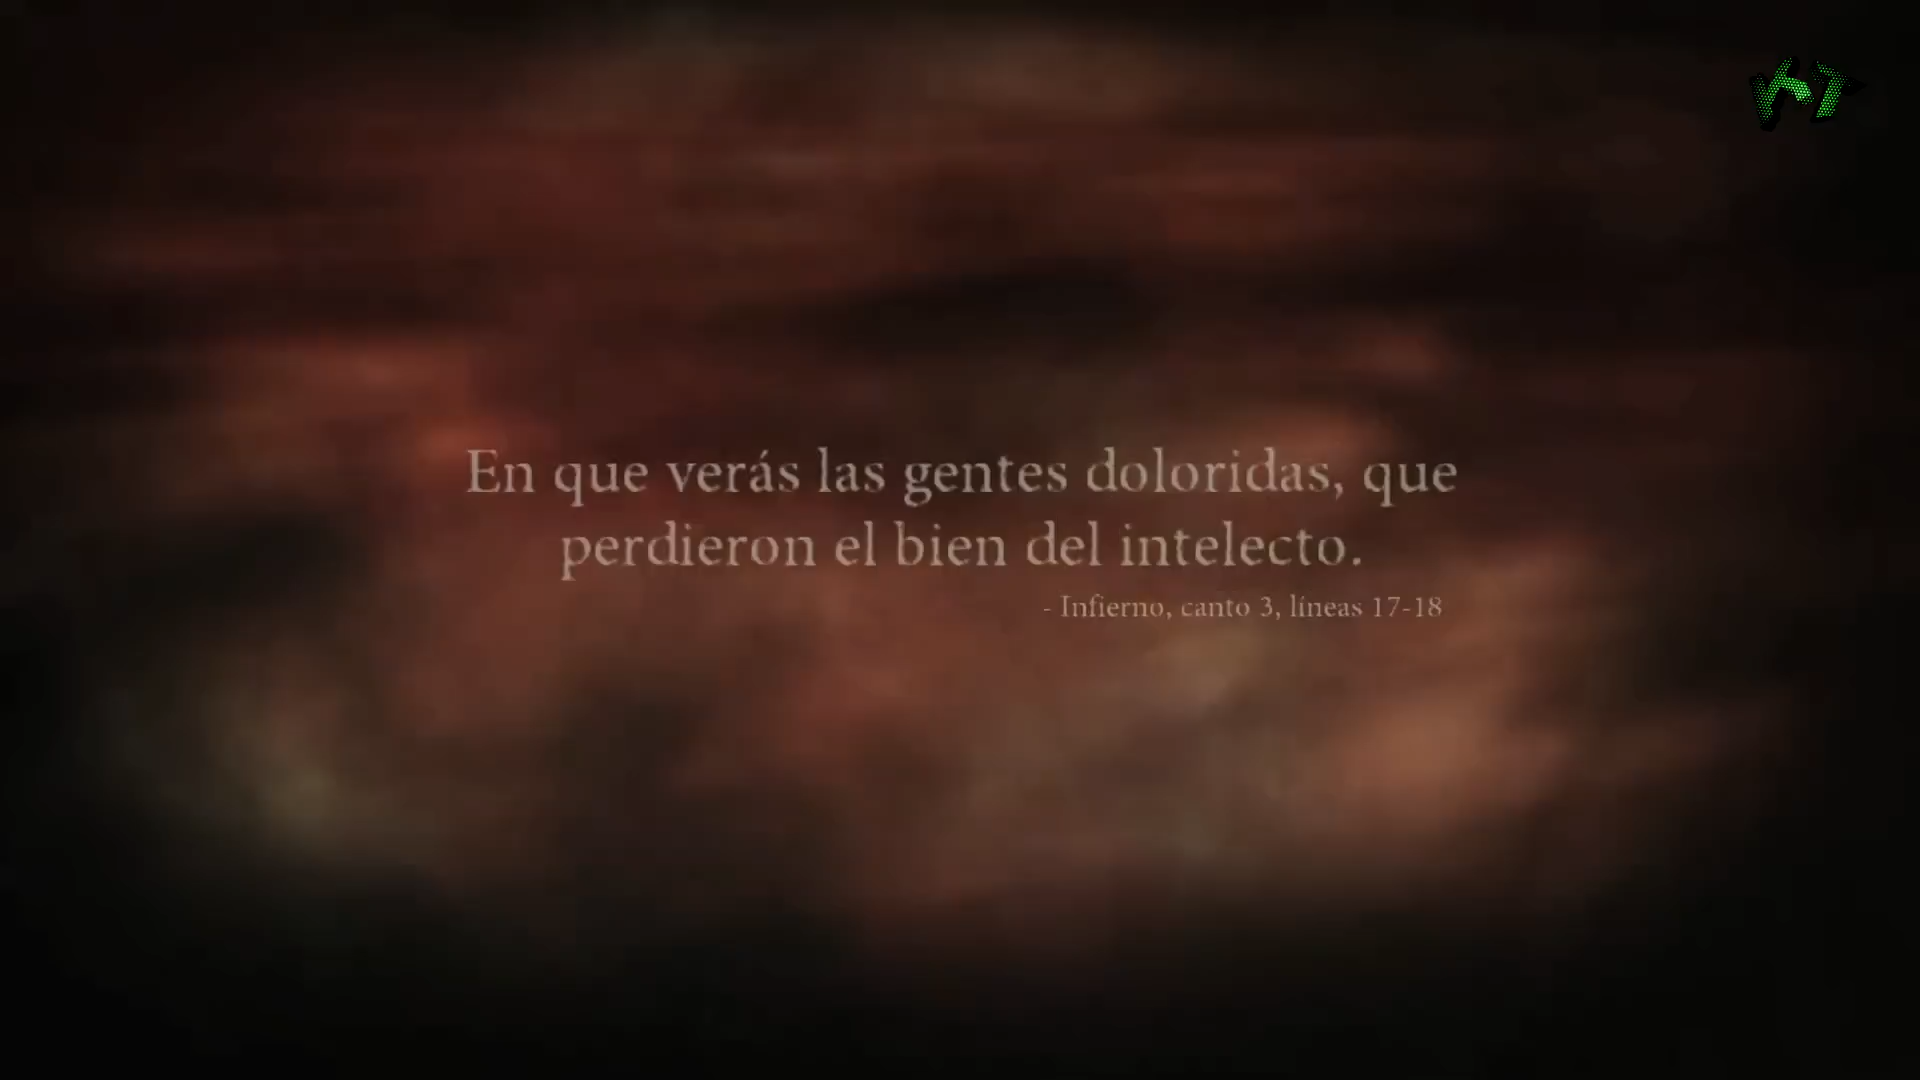 En que verás las gentes doloridas, que
perdieron el bien del intelecto.
- Infierno, canto 3, líneas 17-18